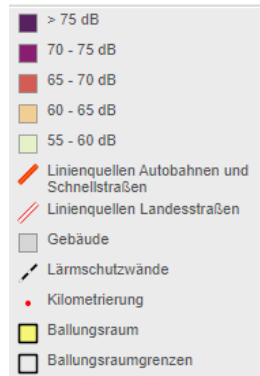 > 75 dB
70 - 75 dB
65 - 70 dB
60 - 65 dB
55 - 60 dB
Linienquellen Autobahnen und
Schnellstraßen
Linienquellen Landesstraßen
Gebäude
Lärmschutzwände
Kilometrierung
Ballungsraum
Ballungsraumgrenzen